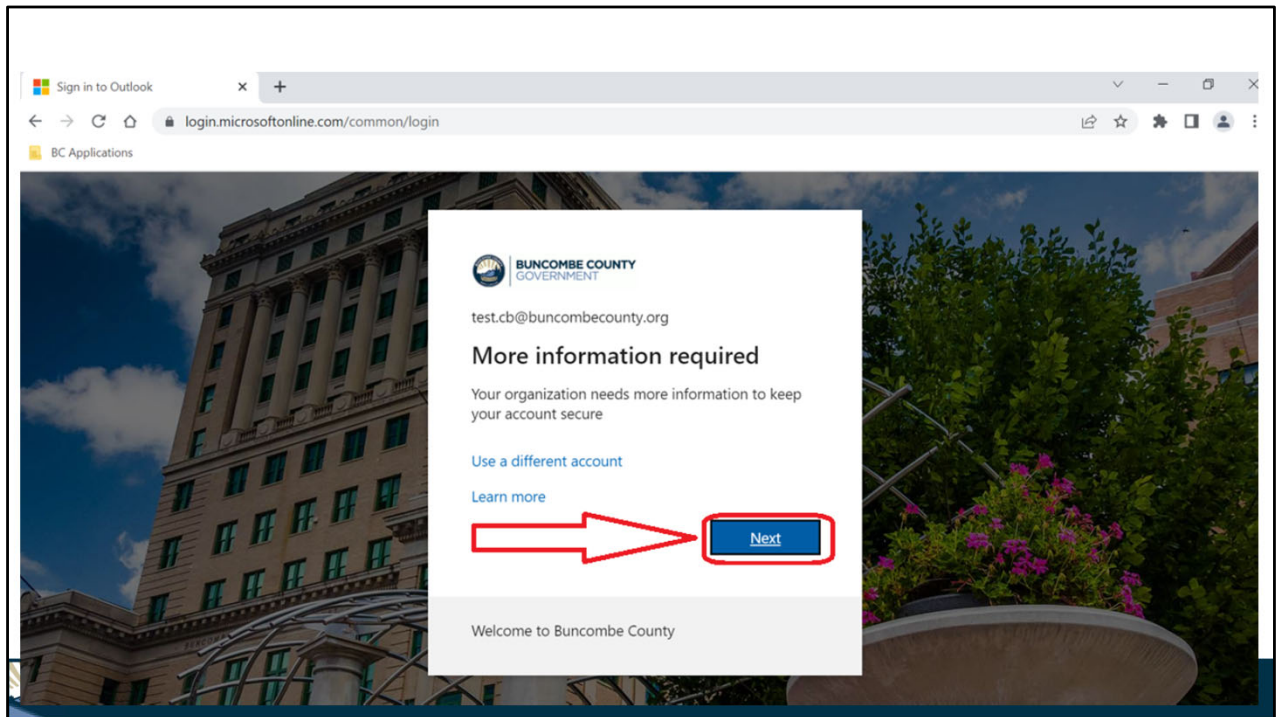 Sign in to Outlook
login.microsoftonline.com/common/login
BC Applications
BUNCOMBE COUNTY
GOVERNMENT
test.cb@buncombecounty.org
More information required
Your organization needs more information to keep
your account secure
Use a different account
Learn more
Next
Welcome to Buncombe County